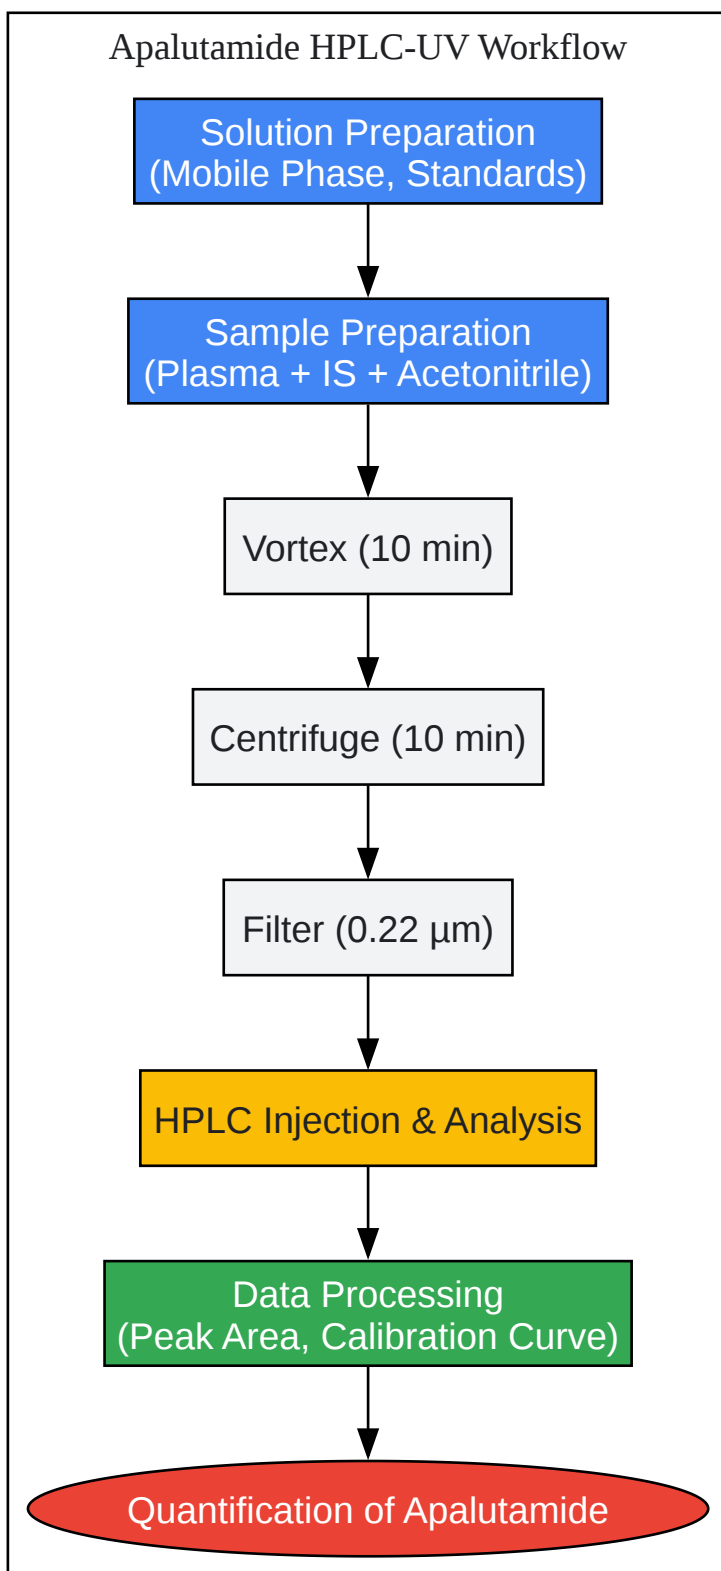 Apalutamide HPLC-UV Workflow
Solution Preparation
(Mobile Phase, Standards)
Sample Preparation
(Plasma + IS + Acetonitrile)
Vortex (10 min)
Centrifuge (10 min)
Filter (0.22 µm)
HPLC Injection & Analysis
Data Processing
(Peak Area, Calibration Curve)
Quantification of Apalutamide